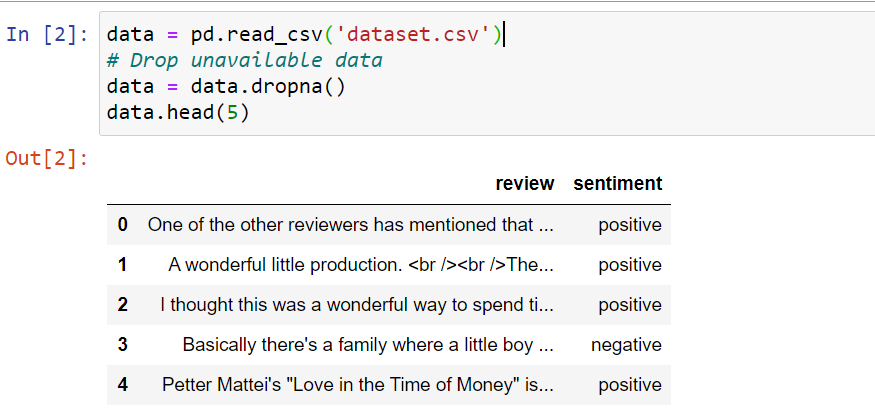 In [2]: data = pd.read_csv('dataset.csv')
# Drop unavailable data
data = data.dropna()
data.head(5)
Out[2]:
review sentiment
0 One of the other reviewers has mentioned that ... positive
1 A wonderful little production. <br /><br />The... positive
2 I thought this was a wonderful way to spend ti... positive
3 Basically there's a family where a little boy ... negative
4 Petter Mattei's "Love in the Time of Money" is... positive